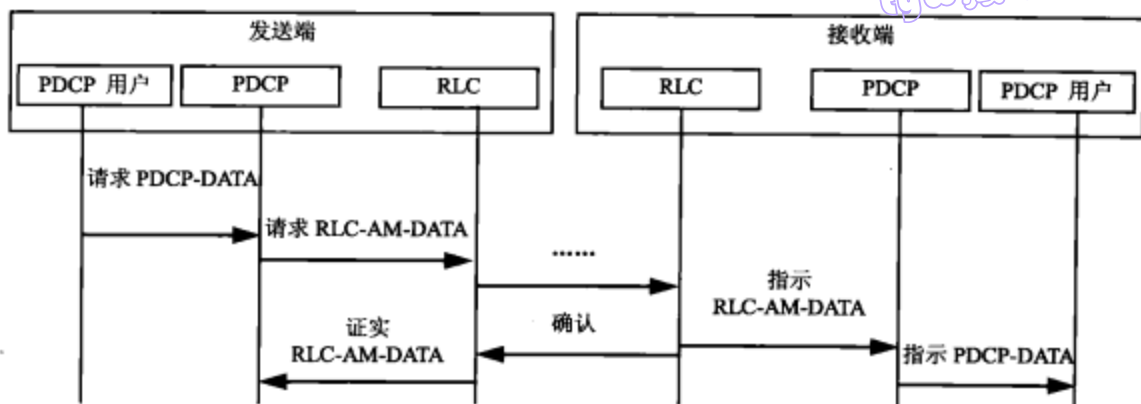 发送端
接收端
PDCP 用户
PDCP
RLC
RLC
PDCP
PDCP 用户
请求 PDCP-DATA
请求 RLC-AM-DATA
……
指示
RLC-AM-DATA
证实
RLC-AM-DATA
确认
指示 PDCP-DATA